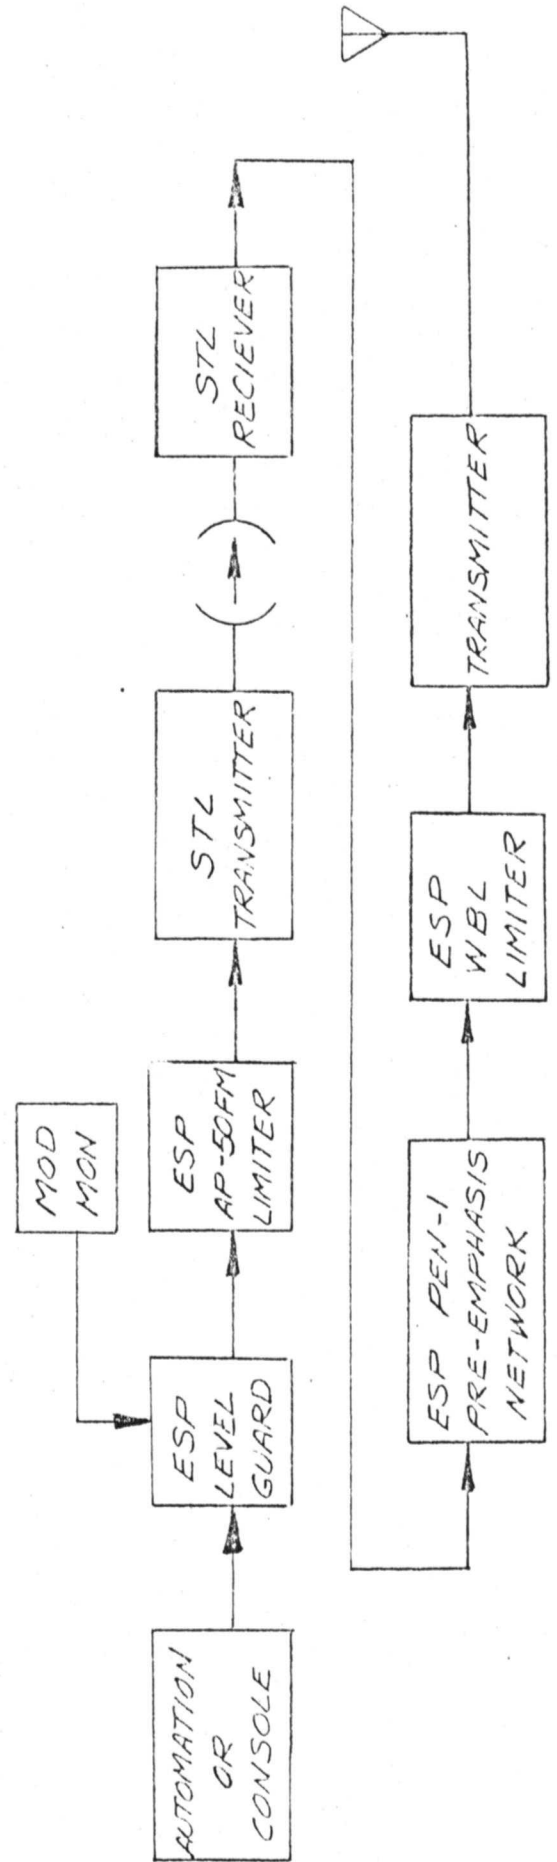 MOD
MON
AUTOMATION
OR
CONSOLE
ESP
LEVEL
GUARD
ESP
AP-50FM
LIMITER
STL
TRANSMITTER
STL
RECIEVER
ESP PEN-1
PRE-EMPHASIS
NETWORK
ESP
WBL
LIMITER
TRANSMITTER